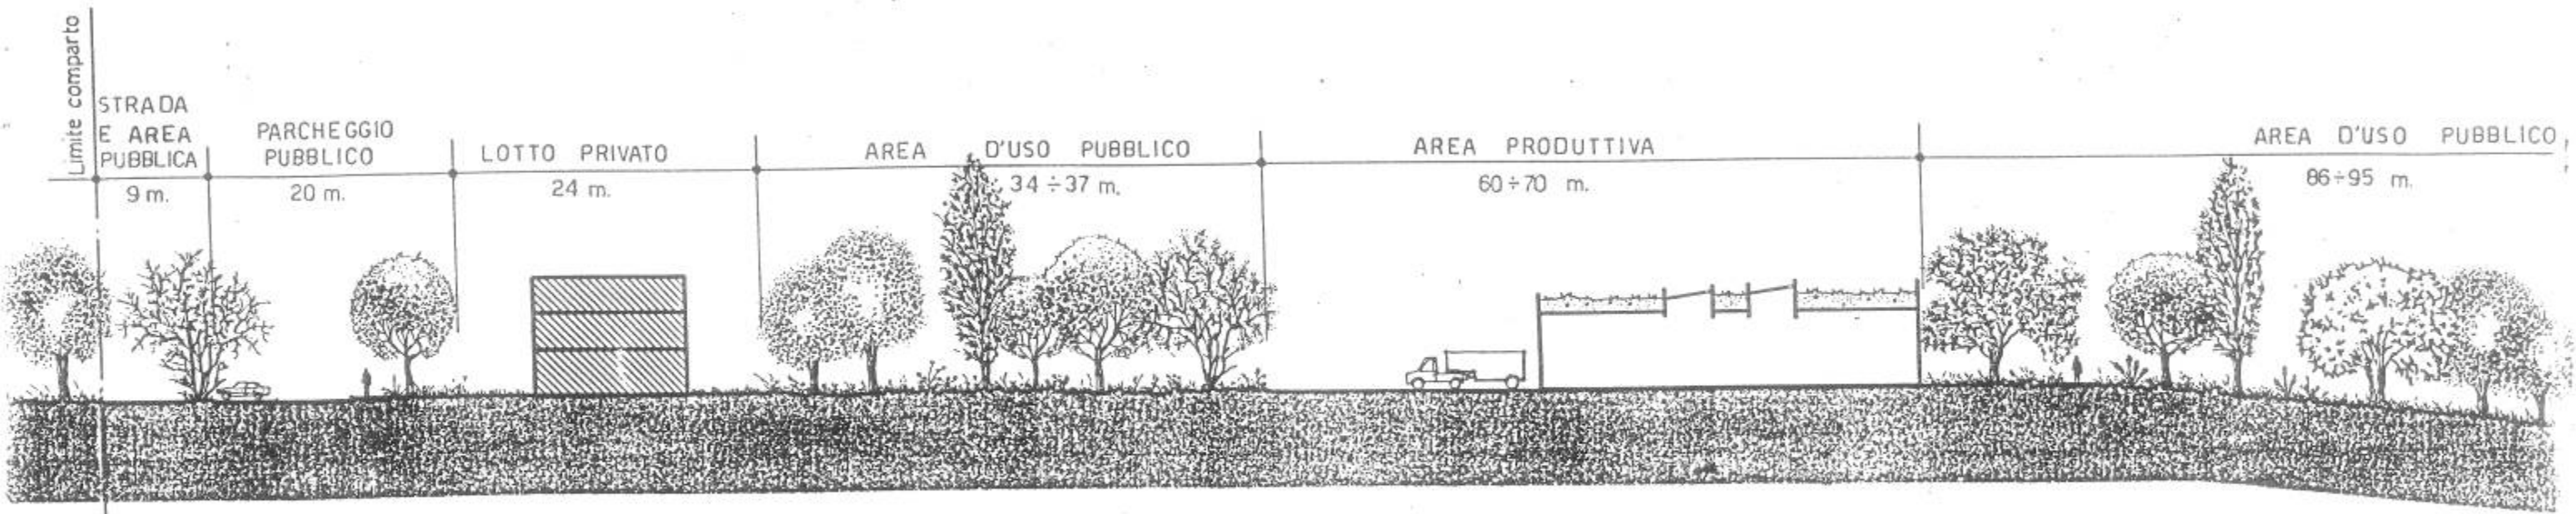 Limite comparto
STRADA
E AREA
PUBBLICA
9 m.
PARCHEGGIO
PUBBLICO
20 m.
LOTTO PRIVATO
24 m.
AREA D'USO PUBBLICO
34÷37 m.
AREA PRODUTTIVA
60÷70 m.
AREA D'USO PUBBLICO
86÷95 m.